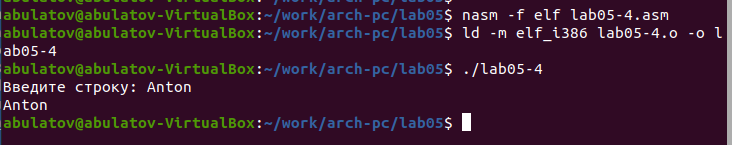 abulatov@abulatov-VirtualBox:~/work/arch-pc/lab05$ nasm -f elf lab05-4.asm
abulatov@abulatov-VirtualBox:~/work/arch-pc/lab05$ ld -m elf_i386 lab05-4.o -o l
ab05-4
abulatov@abulatov-VirtualBox:~/work/arch-pc/lab05$ ./lab05-4
Введите строку: Anton
Anton
abulatov@abulatov-VirtualBox:~/work/arch-pc/lab05$